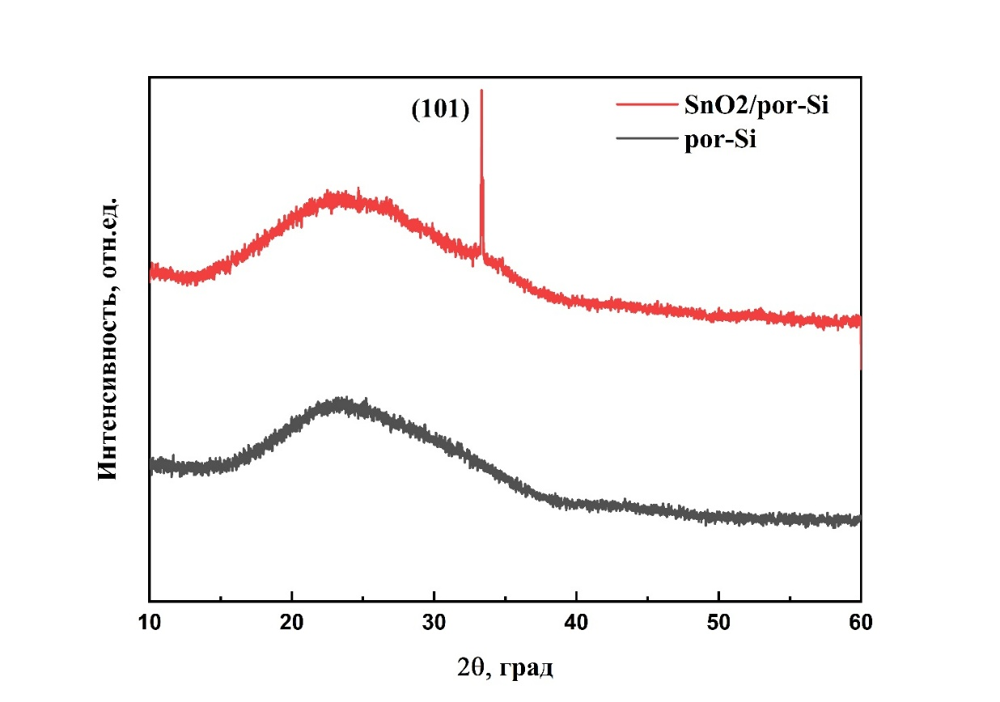 (101)
SnO2/por-Si
por-Si
Интенсивность, отн.ед.
10 20 30 40 50 60
2θ, град